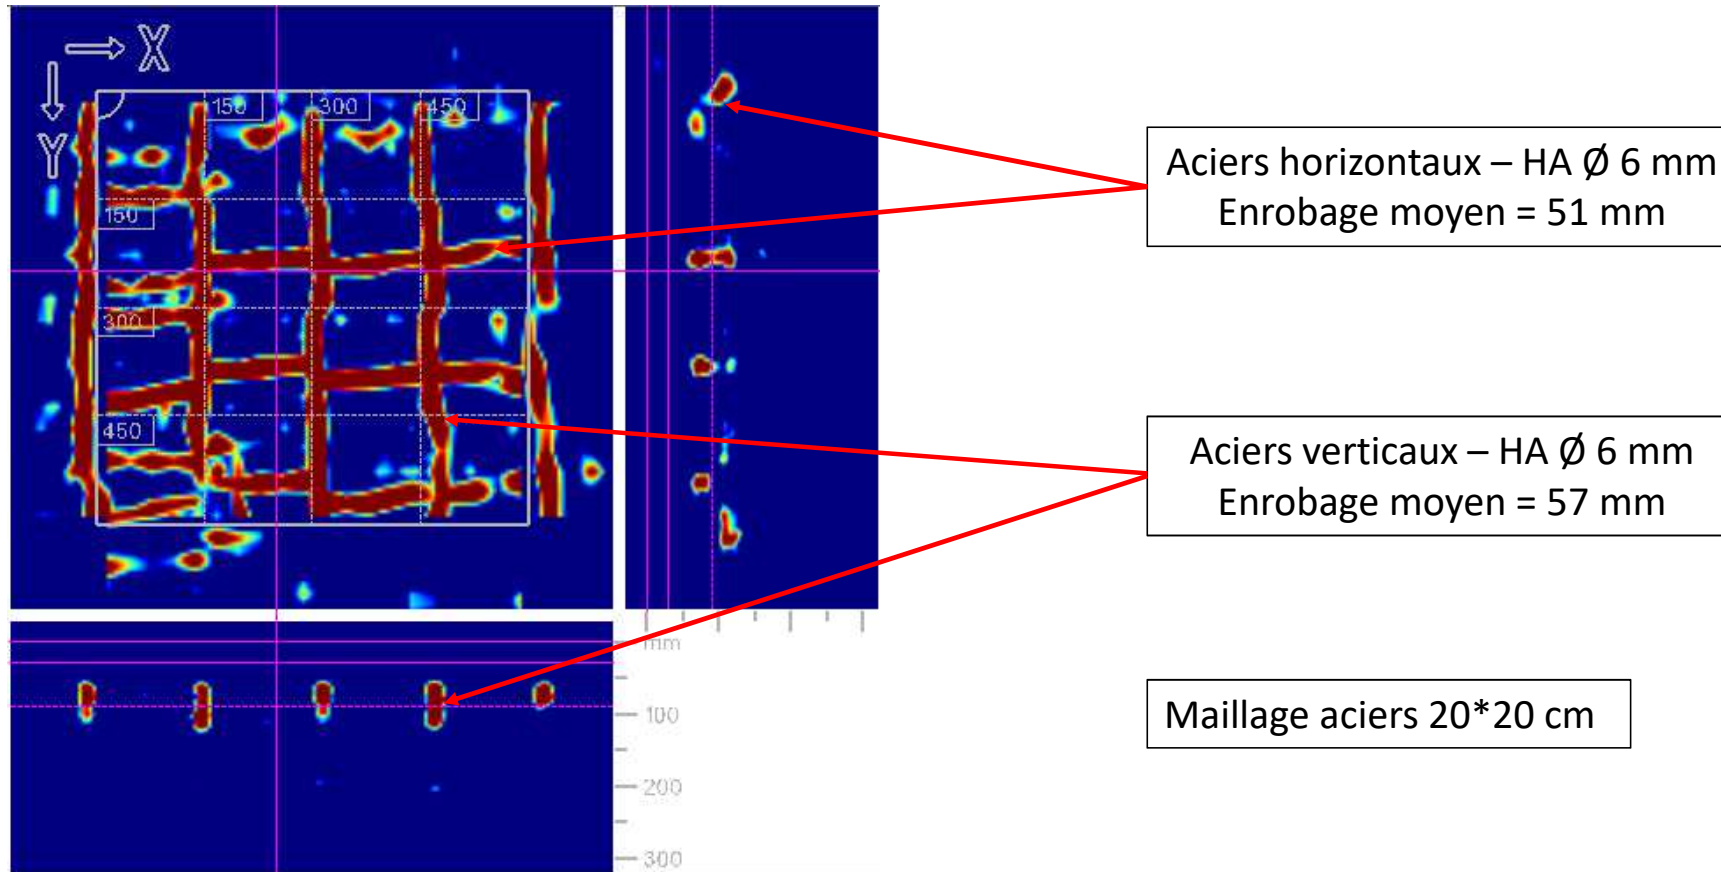 X
Y
150
300
450
150
300
450
mm
100
200
300
Aciers horizontaux – HA Ø 6 mm
Enrobage moyen = 51 mm
Aciers verticaux – HA Ø 6 mm
Enrobage moyen = 57 mm
Maillage aciers 20*20 cm